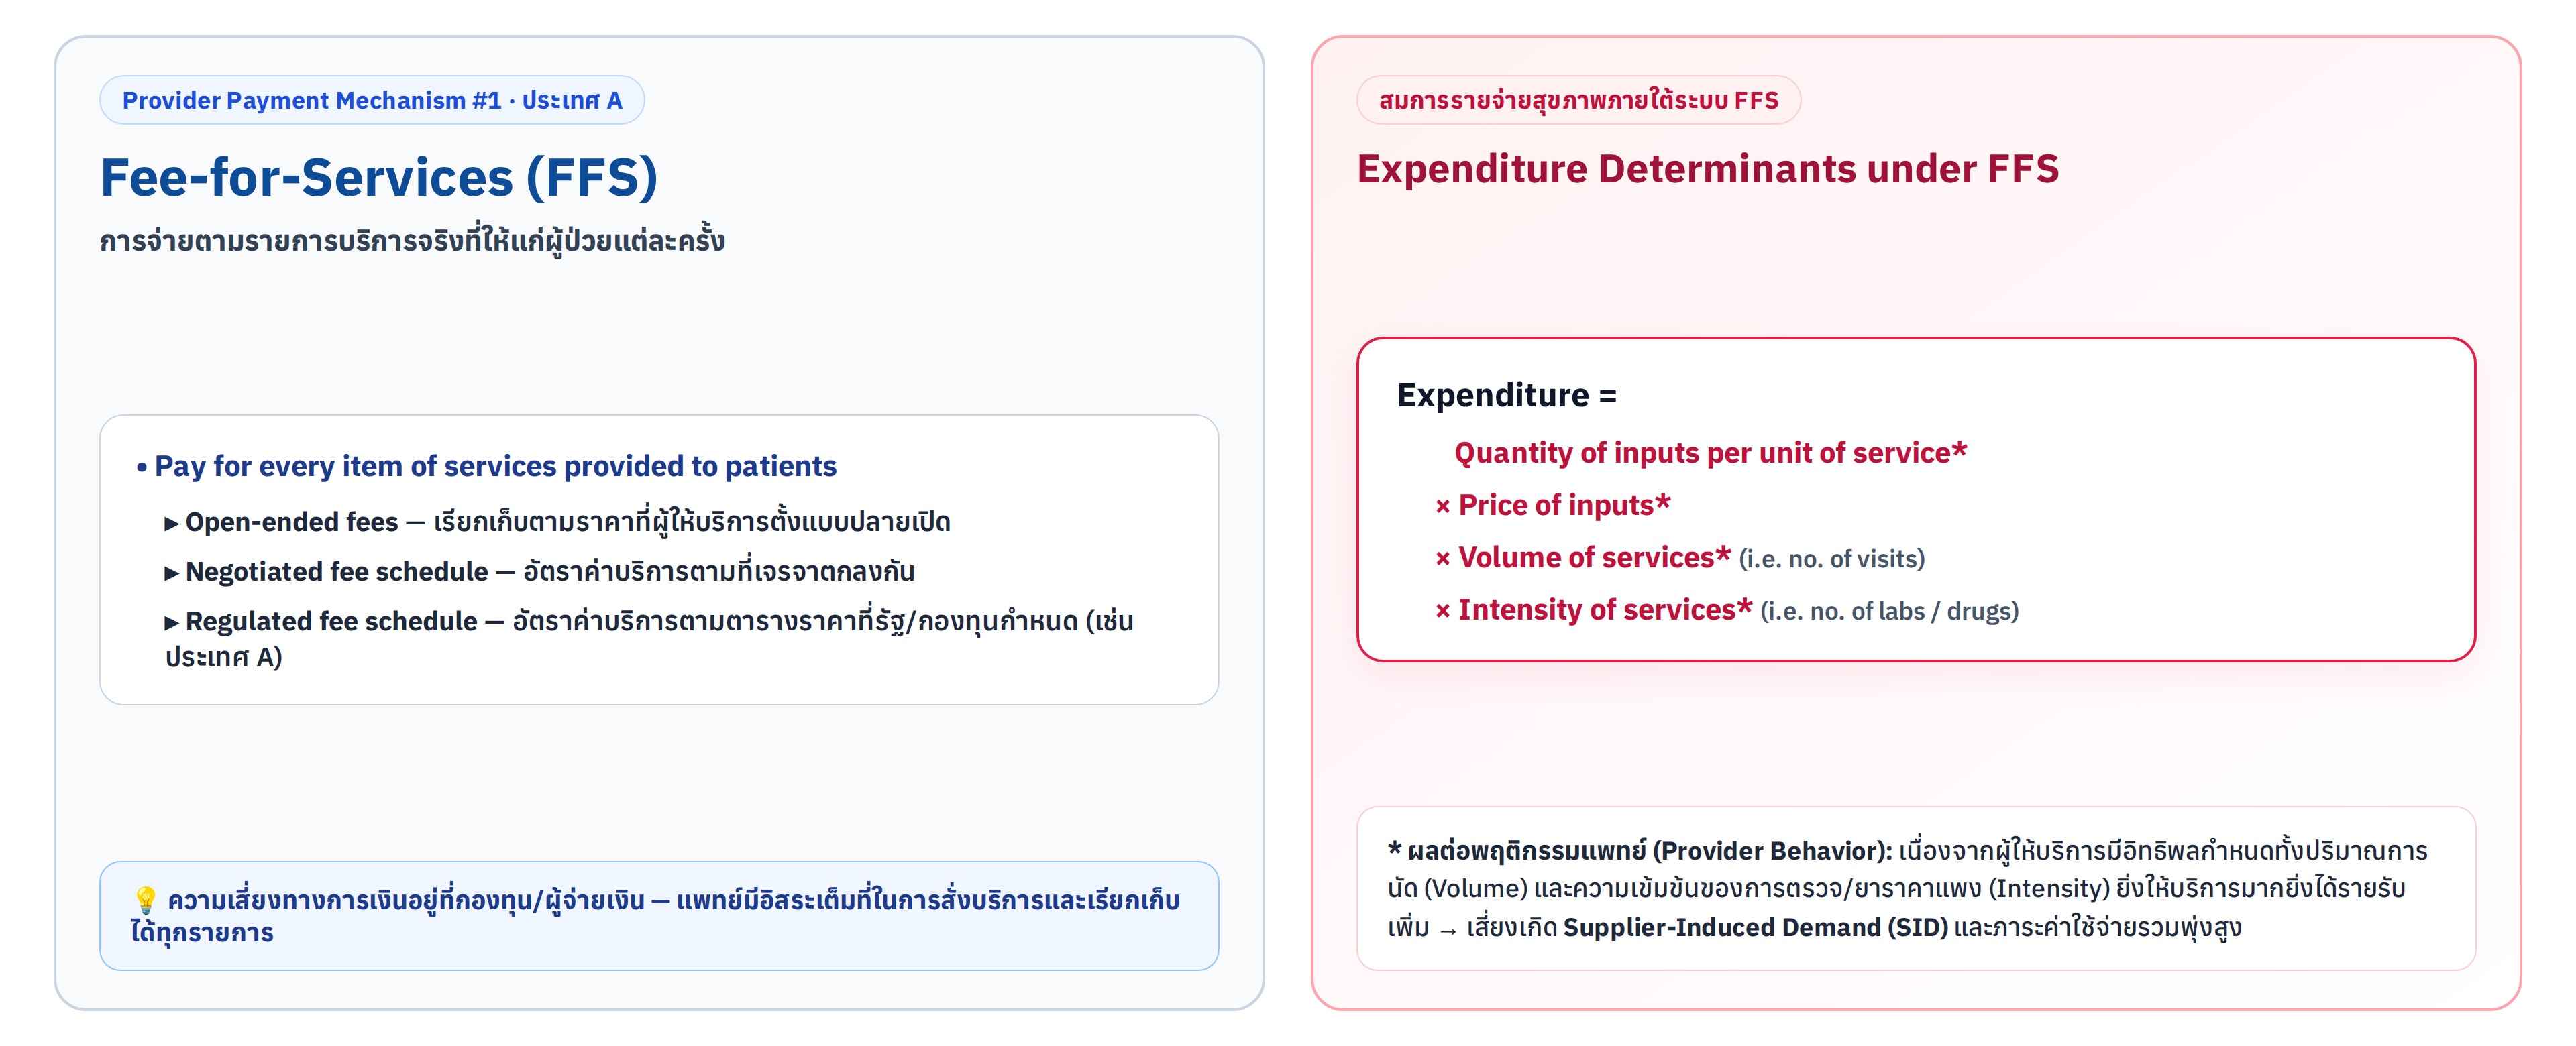 Provider Payment Mechanism #1 · ประเทศ A
Fee-for-Services (FFS)
การจ่ายตามรายการบริการจริงที่ให้แก่ผู้ป่วยแต่ละครั้ง
• Pay for every item of services provided to patients
▸ Open-ended fees — เรียกเก็บตามราคาที่ผู้ให้บริการตั้งแบบปลายเปิด
▸ Negotiated fee schedule — อัตราค่าบริการตามที่เจรจาตกลงกัน
▸ Regulated fee schedule — อัตราค่าบริการตามตารางราคาที่รัฐ/กองทุนกำหนด (เช่น
ประเทศ A)
💡 ความเสี่ยงทางการเงินอยู่ที่กองทุน/ผู้จ่ายเงิน — แพทย์มีอิสระเต็มที่ในการสั่งบริการและเรียกเก็บ
ได้ทุกรายการ
สมการรายจ่ายสุขภาพภายใต้ระบบ FFS
Expenditure Determinants under FFS
Expenditure =
Quantity of inputs per unit of service*
× Price of inputs*
× Volume of services* (i.e. no. of visits)
× Intensity of services* (i.e. no. of labs / drugs)
* ผลต่อพฤติกรรมแพทย์ (Provider Behavior): เนื่องจากผู้ให้บริการมีอิทธิพลกำหนดทั้งปริมาณการ
นัด (Volume) และความเข้มข้นของการตรวจ/ยาราคาแพง (Intensity) ยิ่งให้บริการมากยิ่งได้รายรับ
เพิ่ม → เสี่ยงเกิด Supplier-Induced Demand (SID) และภาระค่าใช้จ่ายรวมพุ่งสูง